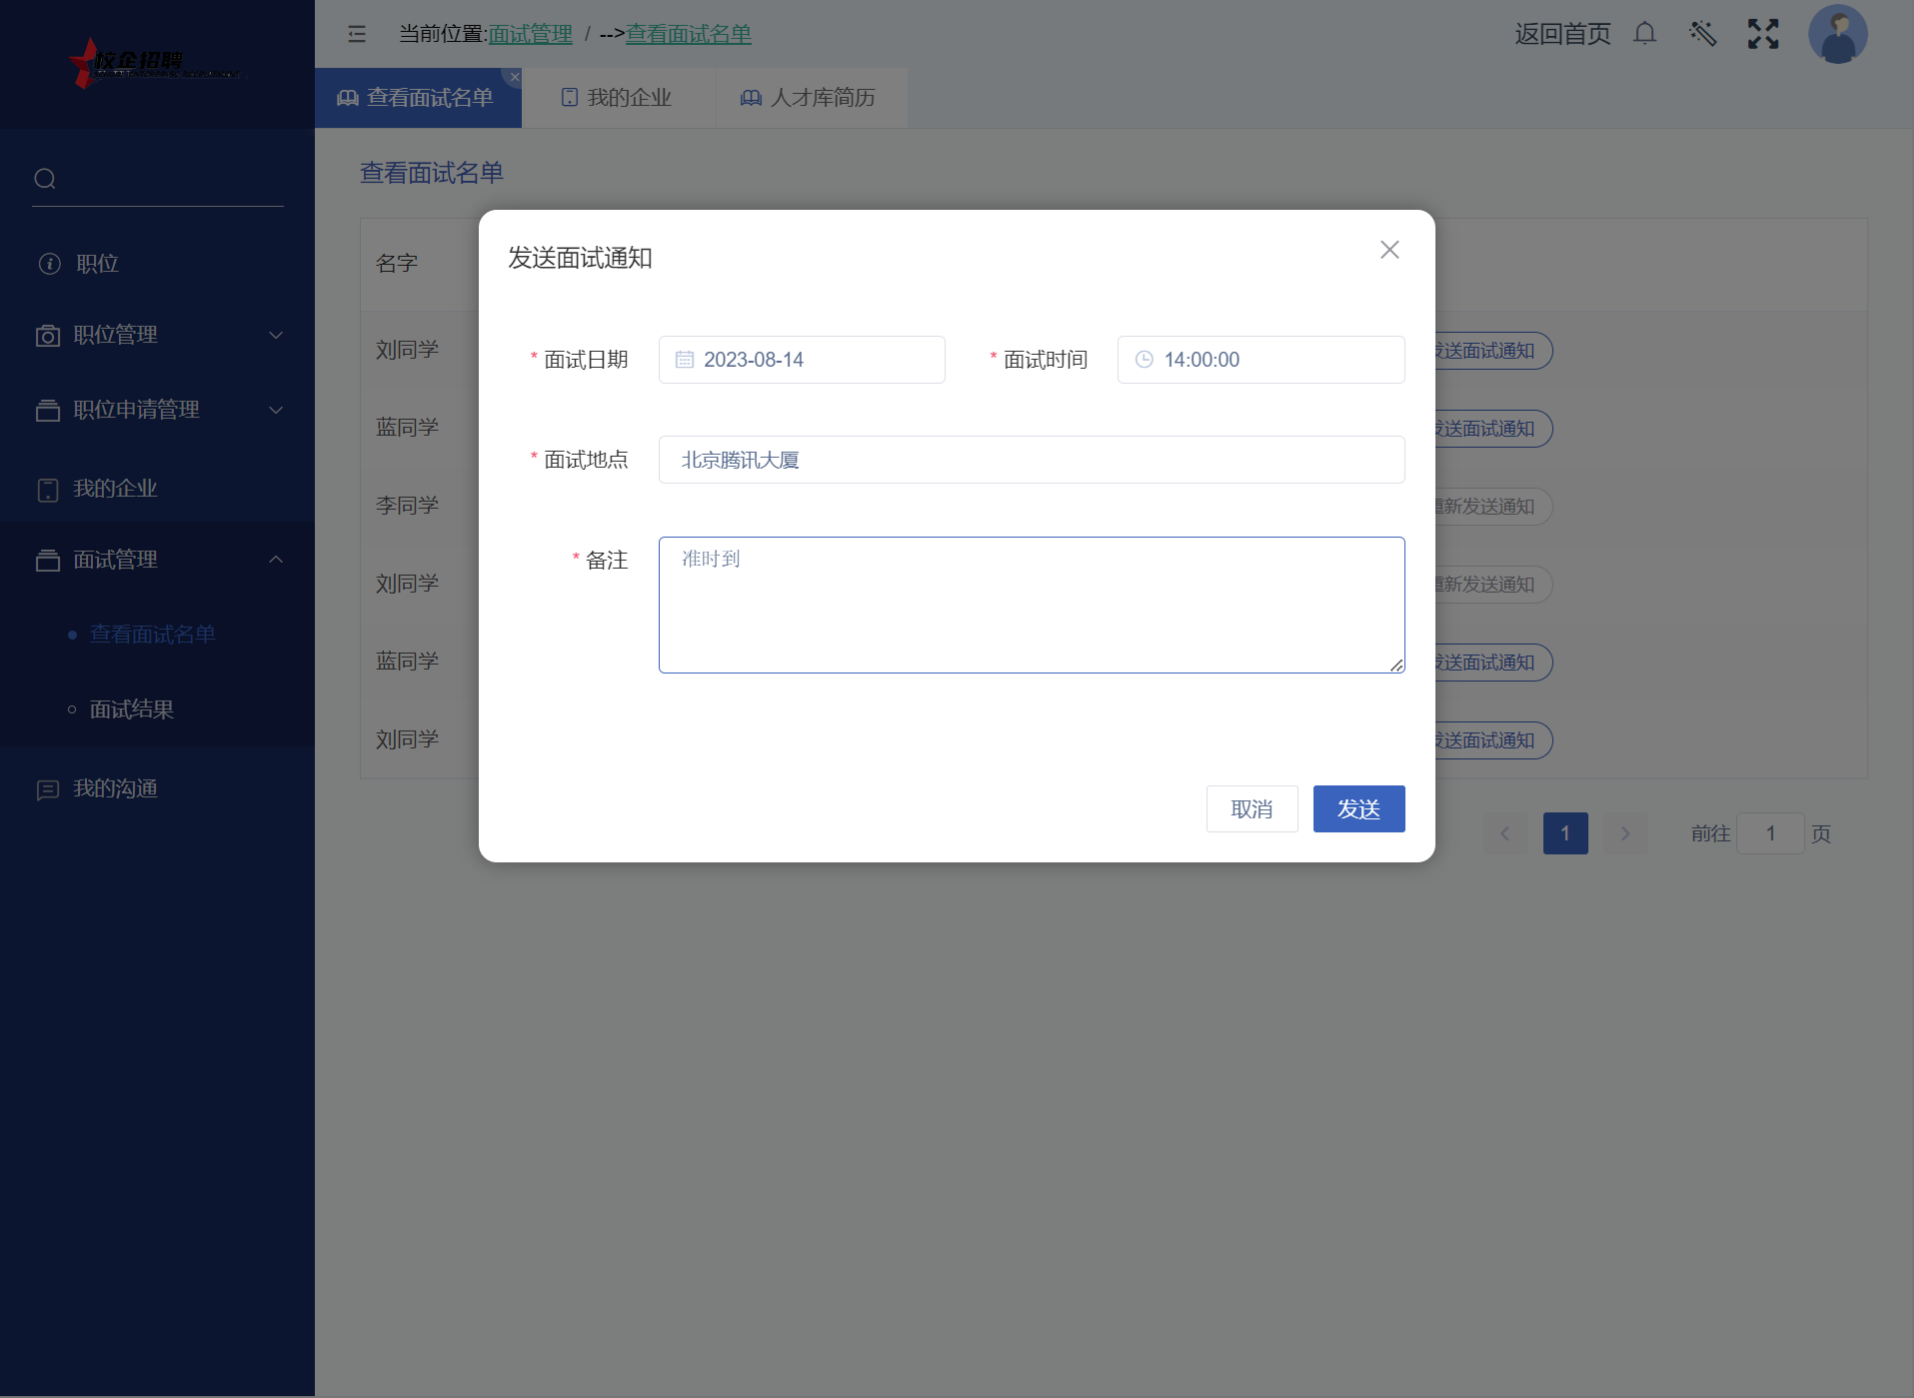 校企招聘
当前位置:面试管理 / -->查看面试名单
返回首页
查看面试名单
我的企业
人才库简历
职位
职位管理
职位申请管理
我的企业
面试管理
查看面试名单
面试结果
我的沟通
查看面试名单
名字
刘同学
发送面试通知
蓝同学
发送面试通知
李同学
重新发送通知
刘同学
重新发送通知
蓝同学
发送面试通知
刘同学
发送面试通知
发送面试通知
* 面试日期 2023-08-14
* 面试时间 14:00:00
* 面试地点 北京腾讯大厦
* 备注 准时到
取消 发送
1 前往 1 页